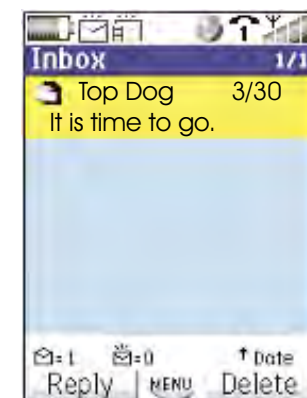 Inbox 1/1
Top Dog 3/30
It is time to go.
=1 =0 ↑ Date
Reply MENU Delete